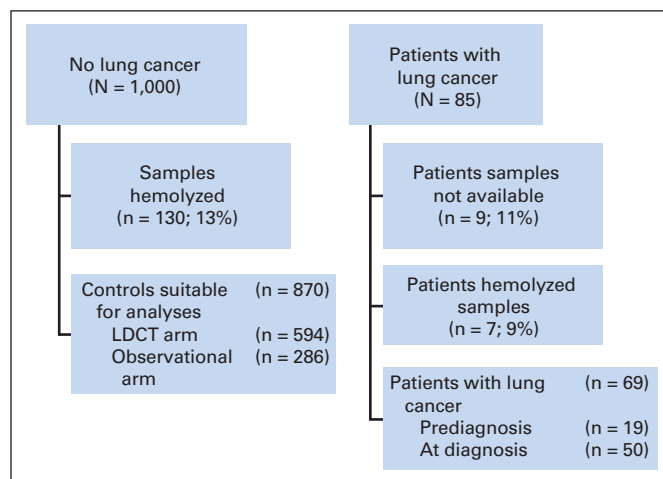 No lung cancer
(N = 1,000)
Samples
hemolyzed
(n = 130; 13%)
Controls suitable (n = 870)
for analyses
LDCT arm (n = 594)
Observational (n = 286)
arm
Patients with
lung cancer
(N = 85)
Patients samples
not available
(n = 9; 11%)
Patients hemolyzed
samples
(n = 7; 9%)
Patients with lung (n = 69)
cancer
Prediagnosis (n = 19)
At diagnosis (n = 50)